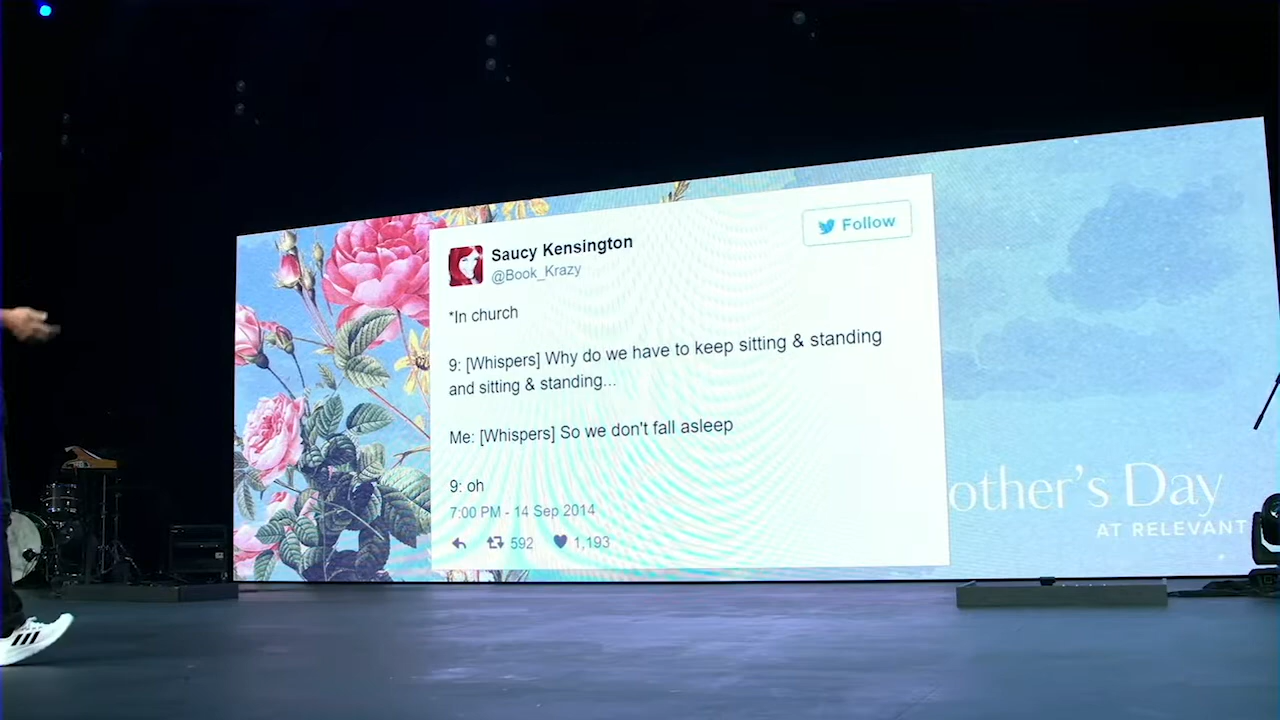 Saucy Kensington
@Book_Krazy
Follow
*In church
9: [Whispers] Why do we have to keep sitting & standing
and sitting & standing...
Me: [Whispers] So we don't fall asleep
9: oh
7:00 PM - 14 Sep 2014
592 1,193
other's Day
AT RELEVANT